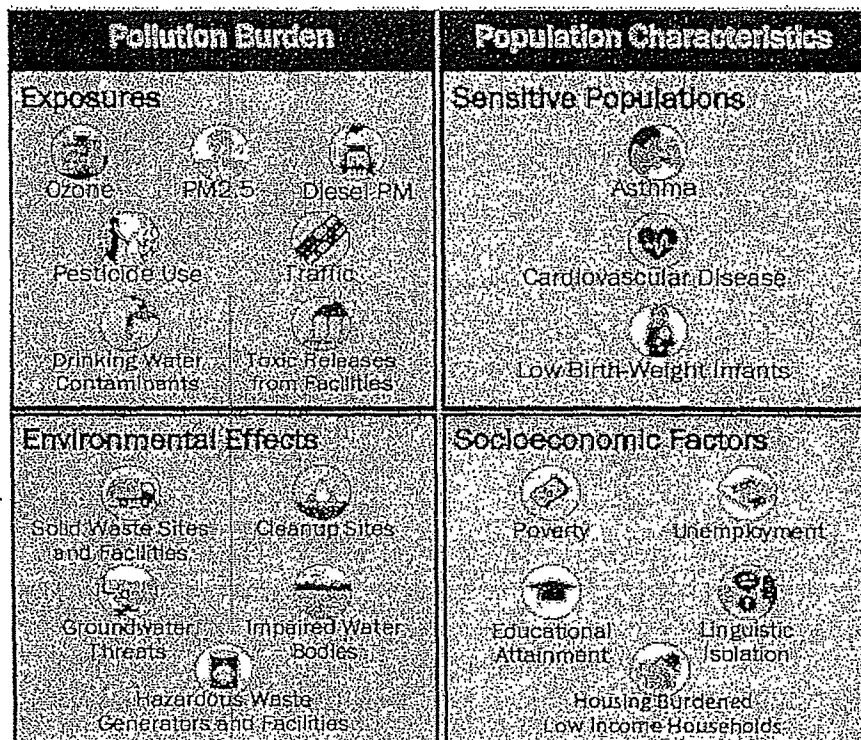 Pollution Burden
Population Characteristics
Exposures
Ozone
PM2.5
Diesel PM
Pesticide Use
Traffic
Drinking Water
Contaminants
Toxic Releases
from Facilities
Sensitive Populations
Asthma
Cardiovascular Disease
Low Birth-Weight Infants
Environmental Effects
Solid Waste Sites
and Facilities
Cleanup Sites
Groundwater
Threats
Impaired Water
Bodies
Hazardous Waste
Generators and Facilities
Socioeconomic Factors
Poverty
Unemployment
Educational
Attainment
Linguistic
Isolation
Housing Burdened
Low Income Households